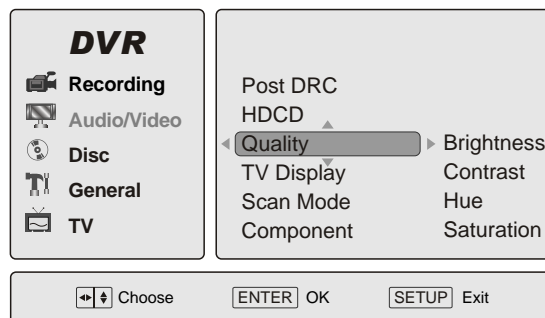 DVR
Recording
Audio/Video
Disc
General
TV
Post DRC
HDCD
Quality
TV Display
Scan Mode
Component
Brightness
Contrast
Hue
Saturation
Choose
ENTER OK
SETUP Exit